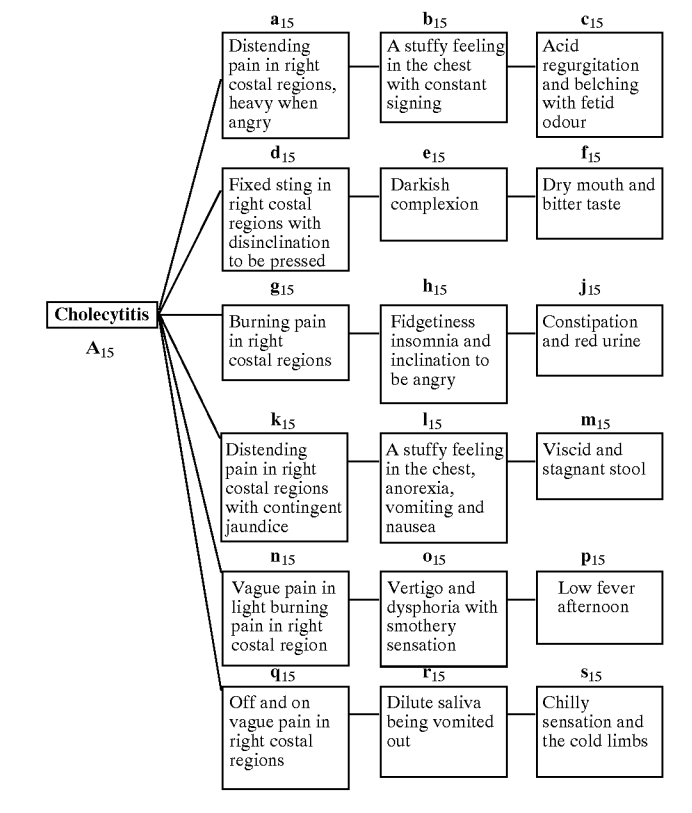 a15
Distending
pain in right
costal regions,
heavy when
angry
b15
A stuffy feeling
in the chest
with constant
signing
c15
Acid
regurgitation
and belching
with fetid
odour
d15
Fixed sting in
right costal
regions with
disinclination
to be pressed
e15
Darkish
complexion
f15
Dry mouth and
bitter taste
Cholecytitis
A15
g15
Burning pain
in right
costal regions
h15
Fidgetiness
insomnia and
inclination to
be angry
j15
Constipation
and red urine
k15
Distending
pain in right
costal regions
with contingent
jaundice
l15
A stuffy feeling
in the chest,
anorexia,
vomiting and
nausea
m15
Viscid and
stagnant stool
n15
Vague pain in
light burning
pain in right
costal region
o15
Vertigo and
dysphoria with
smothery
sensation
p15
Low fever
afternoon
q15
Off and on
vague pain in
right costal
regions
r15
Dilute saliva
being vomited
out
s15
Chilly
sensation and
the cold limbs